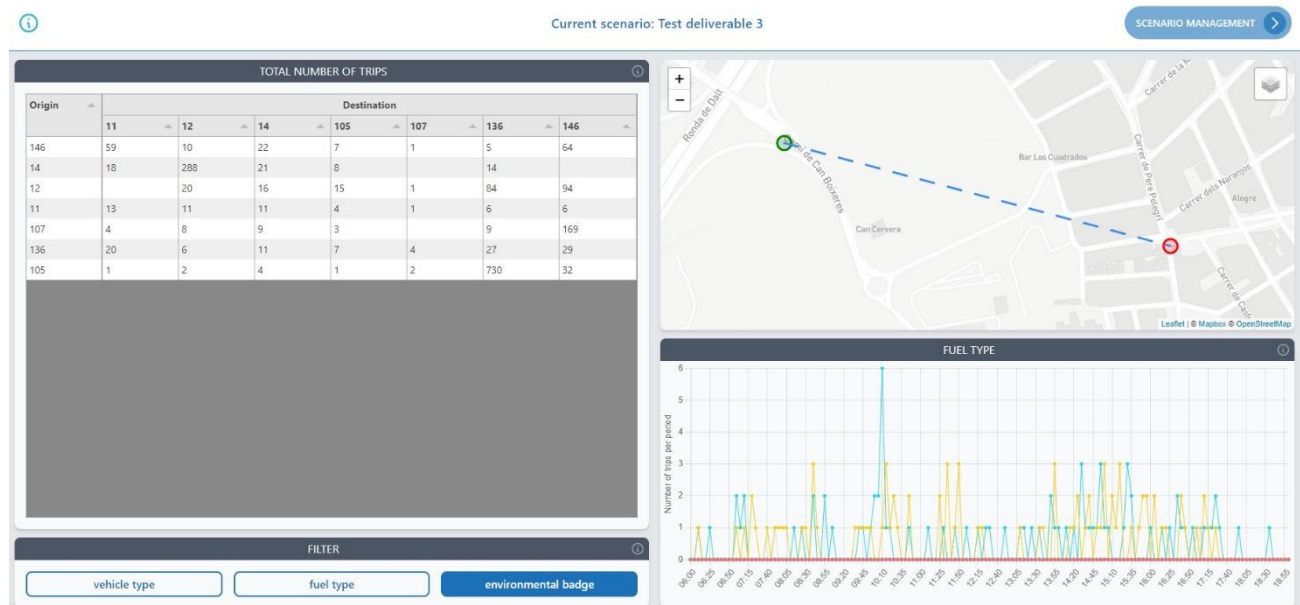 Current scenario: Test deliverable 3
SCENARIO MANAGEMENT
TOTAL NUMBER OF TRIPS
Origin Destination
11 12 14 105 107 136 146
146 59 10 22 7 1 5 64
14 18 288 21 8 14
12 20 16 15 1 84 94
11 13 11 11 4 1 6 6
107 4 8 9 3 9 169
136 20 6 11 7 4 27 29
105 1 2 4 1 2 730 32
FILTER
vehicle type fuel type environmental badge
+
−
Ronda de Dalt
Camí de Can Boixeres
Can Cervera
Bar Los Cuadrados
Carrer de la
Carrer de Pere Pelegrí
Carrer dels Naranjos
Alegre
Carrer de
Leaflet | © Mapbox © OpenStreetMap
FUEL TYPE
Number of trips per period
6
5
4
3
2
1
0
06:00 06:25 06:50 07:15 07:40 08:05 08:30 08:55 09:20 09:45 10:10 10:35 11:00 11:25 11:50 12:15 12:40 13:05 13:30 13:55 14:20 14:45 15:10 15:35 16:00 16:25 16:50 17:15 17:40 18:05 18:30 18:55